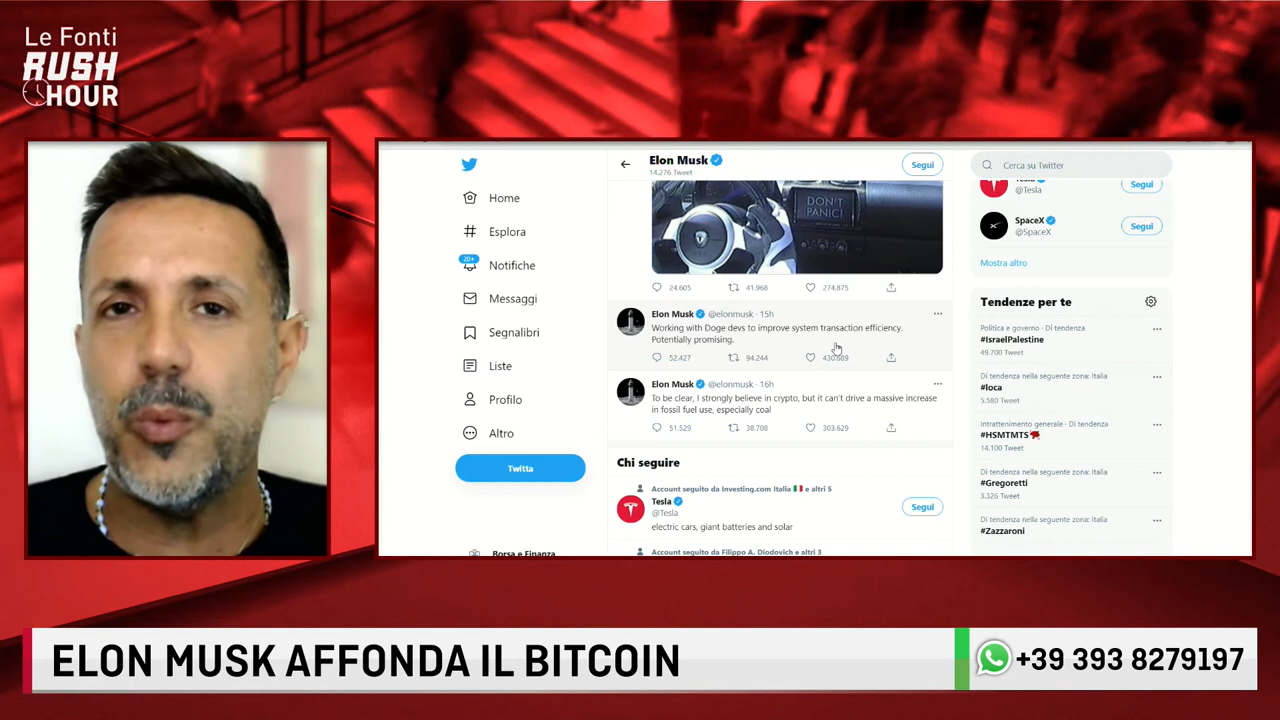 Le Fonti
RUSH
HOUR
Home
Esplora
20+
Notifiche
Messaggi
Segnalibri
Liste
Profilo
Altro
Twitta
Borsa e Finanza
Elon Musk
14.276 Tweet
Segui
DON'T
PANIC!
24.605 41.968 274.875
Elon Musk @elonmusk · 15h
Working with Doge devs to improve system transaction efficiency.
Potentially promising.
52.427 94.244
Elon Musk @elonmusk · 16h
To be clear, I strongly believe in crypto, but it can't drive a massive increase
in fossil fuel use, especially coal
51.529 38.708 303.629
Chi seguire
Account seguito da Investing.com Italia 🇮🇹 e altri 5
Tesla
@Tesla
Segui
electric cars, giant batteries and solar
Account seguito da Filippo A. Diodovich e altri 3
Cerca su Twitter
Tesla
@Tesla
Segui
SpaceX
@SpaceX
Segui
Mostra altro
Tendenze per te
Politica e governo · Di tendenza
#IsraelPalestine
49.700 Tweet
Di tendenza nella seguente zona: Italia
#loca
5.580 Tweet
Intrattenimento generale · Di tendenza
#HSMTMTS
14.100 Tweet
Di tendenza nella seguente zona: Italia
#Gregoretti
3.326 Tweet
Di tendenza nella seguente zona: Italia
#Zazzaroni
ELON MUSK AFFONDA IL BITCOIN
+39 393 8279197